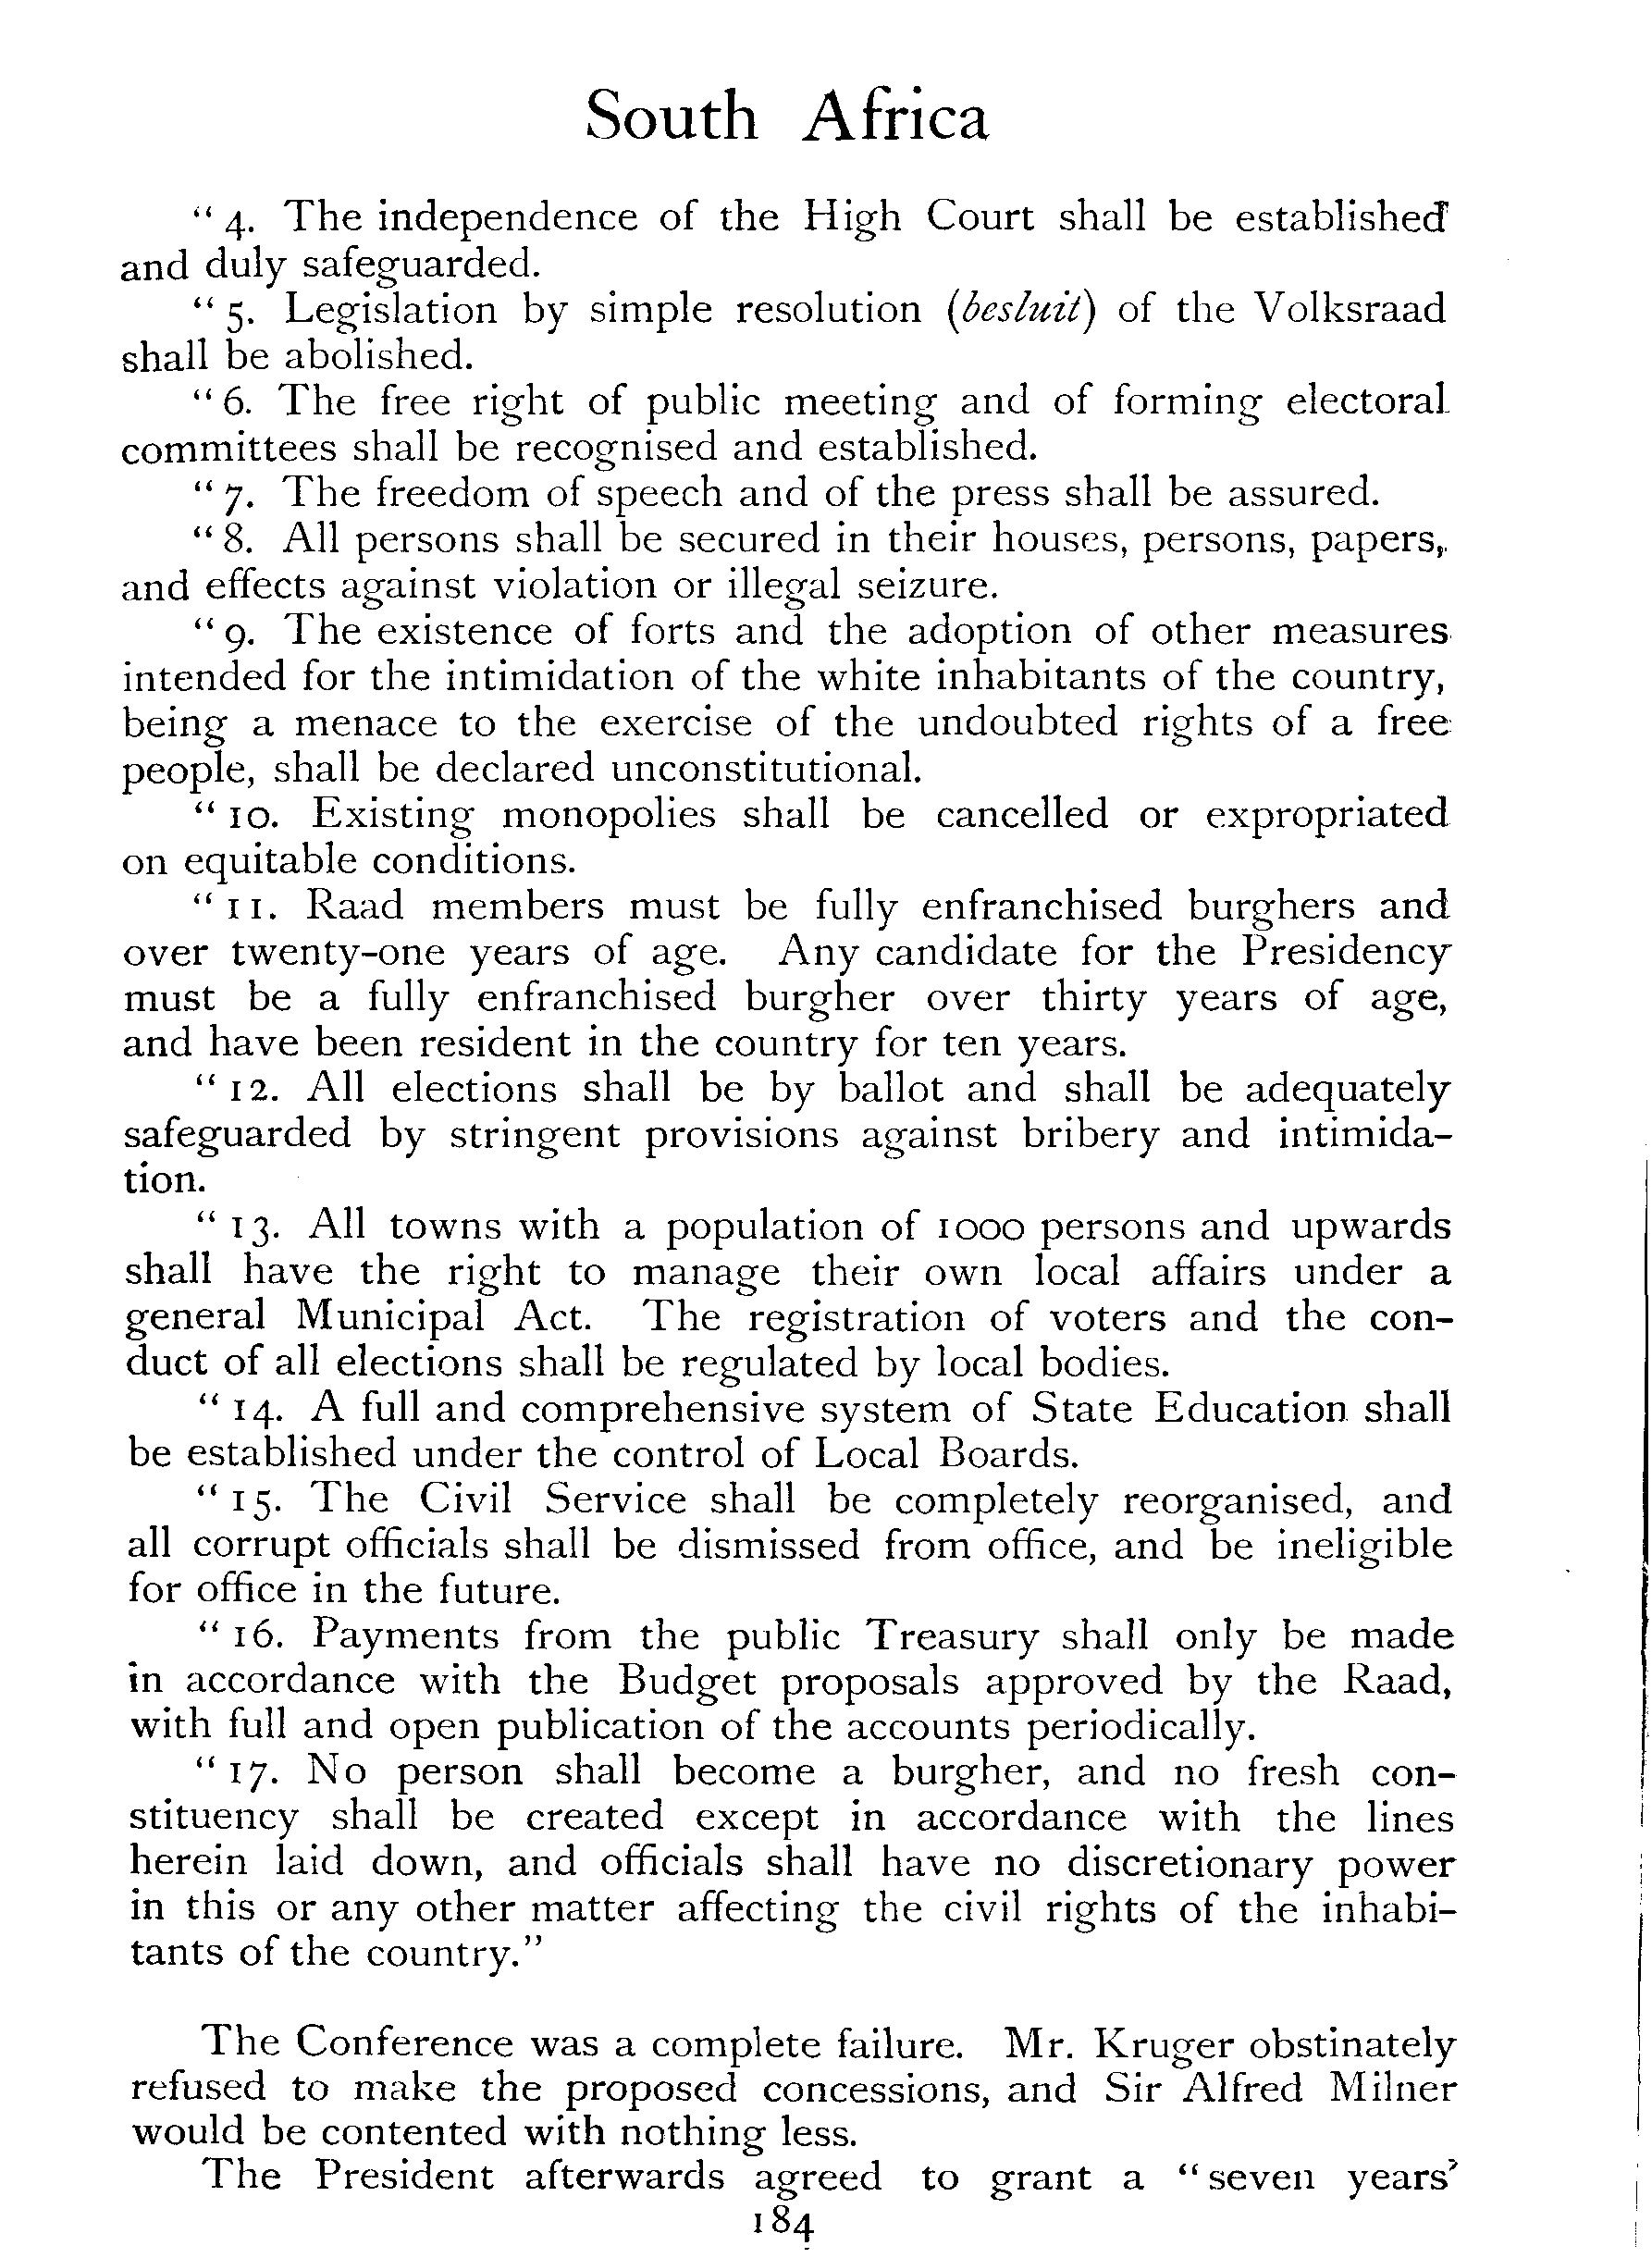 South Africa
“ 4. The independence of the High Court shall be established
and duly safeguarded.
“ 5. Legislation by simple resolution (besluit) of the Volksraad
shall be abolished.
“ 6. The free right of public meeting and of forming electoral
committees shall be recognised and established.
“ 7. The freedom of speech and of the press shall be assured.
“ 8. All persons shall be secured in their houses, persons, papers,
and effects against violation or illegal seizure.
“ 9. The existence of forts and the adoption of other measures
intended for the intimidation of the white inhabitants of the country,
being a menace to the exercise of the undoubted rights of a free
people, shall be declared unconstitutional.
“ 10. Existing monopolies shall be cancelled or expropriated
on equitable conditions.
“ 11. Raad members must be fully enfranchised burghers and
over twenty-one years of age. Any candidate for the Presidency
must be a fully enfranchised burgher over thirty years of age,
and have been resident in the country for ten years.
“ 12. All elections shall be by ballot and shall be adequately
safeguarded by stringent provisions against bribery and intimida-
tion.
“ 13. All towns with a population of 1000 persons and upwards
shall have the right to manage their own local affairs under a
general Municipal Act. The registration of voters and the con-
duct of all elections shall be regulated by local bodies.
“ 14. A full and comprehensive system of State Education shall
be established under the control of Local Boards.
“ 15. The Civil Service shall be completely reorganised, and
all corrupt officials shall be dismissed from office, and be ineligible
for office in the future.
“ 16. Payments from the public Treasury shall only be made
in accordance with the Budget proposals approved by the Raad,
with full and open publication of the accounts periodically.
“ 17. No person shall become a burgher, and no fresh con-
stituency shall be created except in accordance with the lines
herein laid down, and officials shall have no discretionary power
in this or any other matter affecting the civil rights of the inhabi-
tants of the country.”
The Conference was a complete failure. Mr. Kruger obstinately
refused to make the proposed concessions, and Sir Alfred Milner
would be contented with nothing less.
The President afterwards agreed to grant a “ seven years’
184